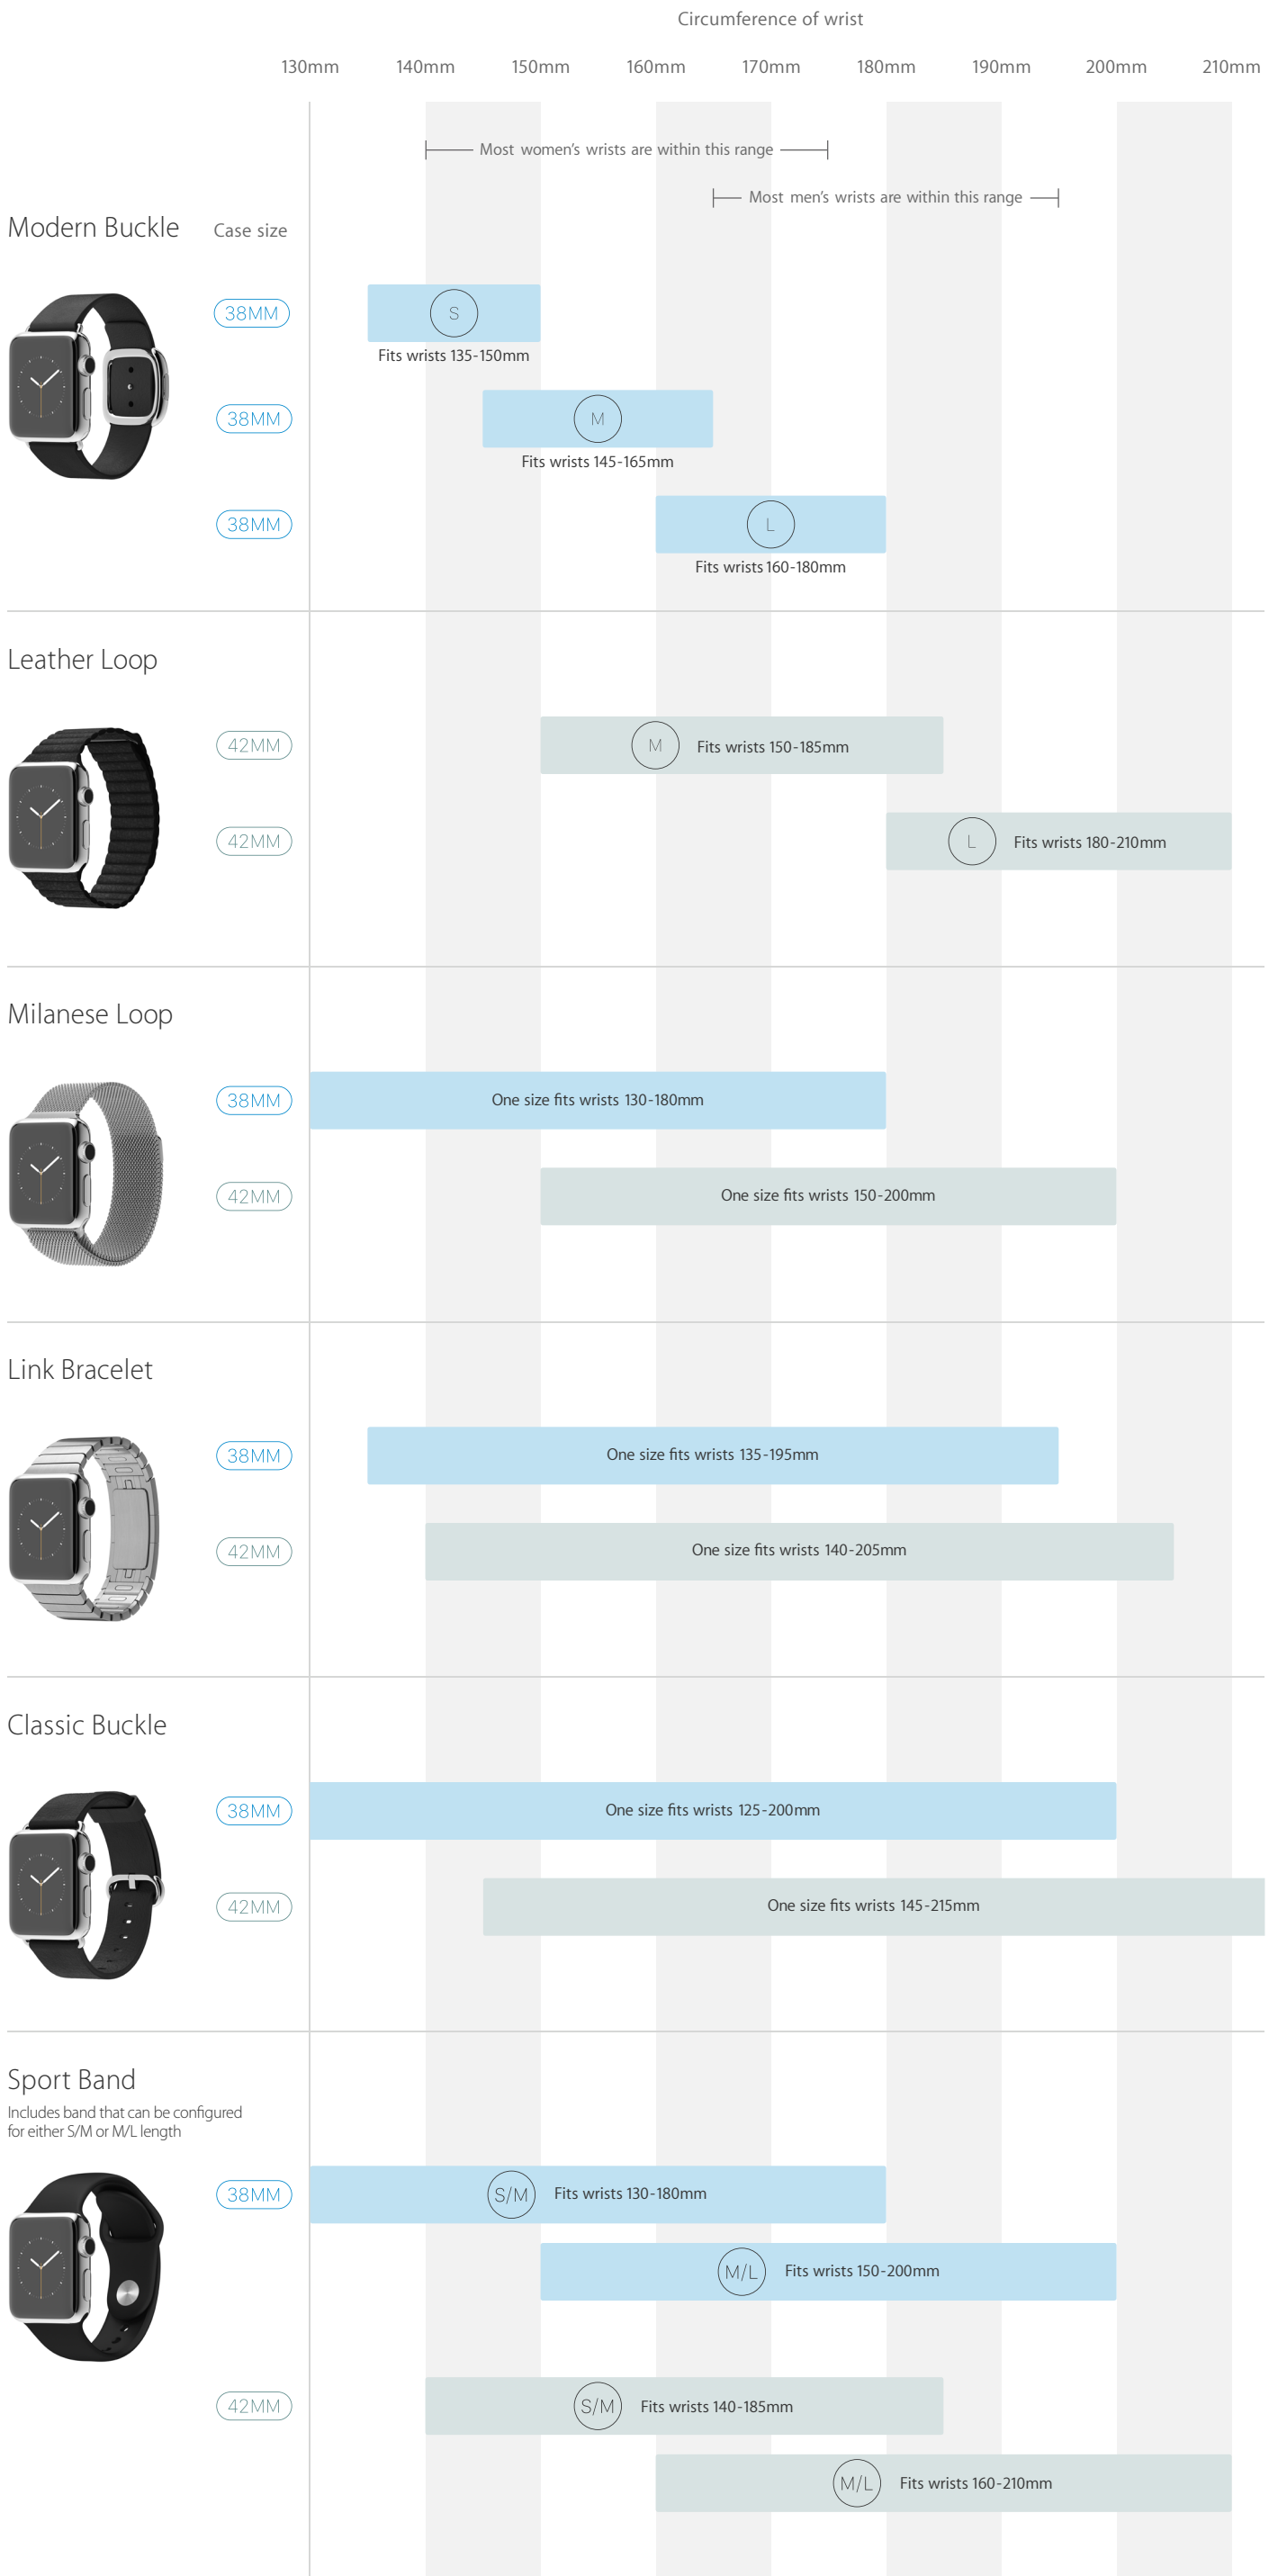 Circumference of wrist
130mm 140mm 150mm 160mm 170mm 180mm 190mm 200mm 210mm
Most women's wrists are within this range
Most men's wrists are within this range
Modern Buckle Case size
38MM S
Fits wrists 135-150mm
38MM M
Fits wrists 145-165mm
38MM L
Fits wrists 160-180mm
Leather Loop
42MM M Fits wrists 150-185mm
42MM L Fits wrists 180-210mm
Milanese Loop
38MM One size fits wrists 130-180mm
42MM One size fits wrists 150-200mm
Link Bracelet
38MM One size fits wrists 135-195mm
42MM One size fits wrists 140-205mm
Classic Buckle
38MM One size fits wrists 125-200mm
42MM One size fits wrists 145-215mm
Sport Band
Includes band that can be configured
for either S/M or M/L length
38MM S/M Fits wrists 130-180mm
M/L Fits wrists 150-200mm
42MM S/M Fits wrists 140-185mm
M/L Fits wrists 160-210mm